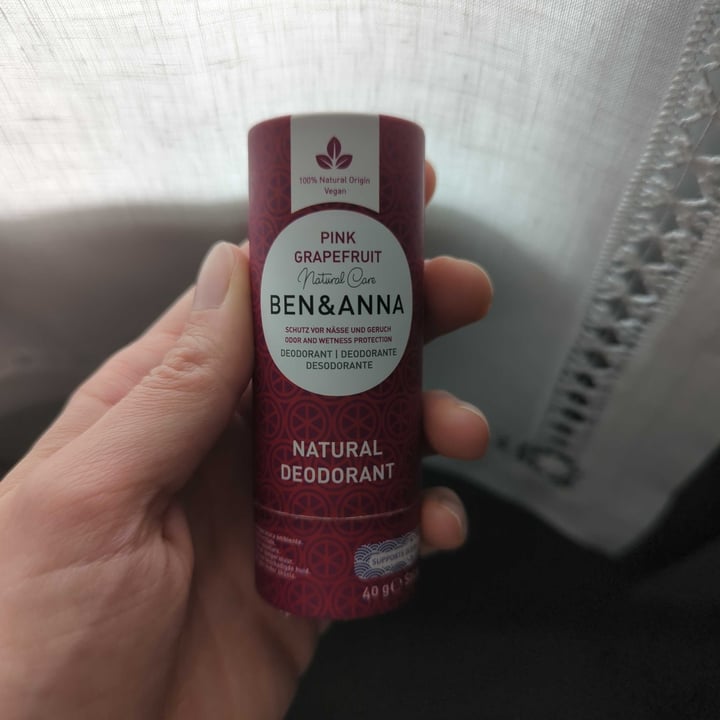 100% Natural Origin
Vegan
PINK
GRAPEFRUIT
Natural Care
BEN&ANNA
SCHUTZ VOR NÄSSE UND GERUCH
ODOR AND WETNESS PROTECTION
DEODORANT | DEODORANTE
DESODORANTE
NATURAL
DEODORANT
SUPPORTS
40 g